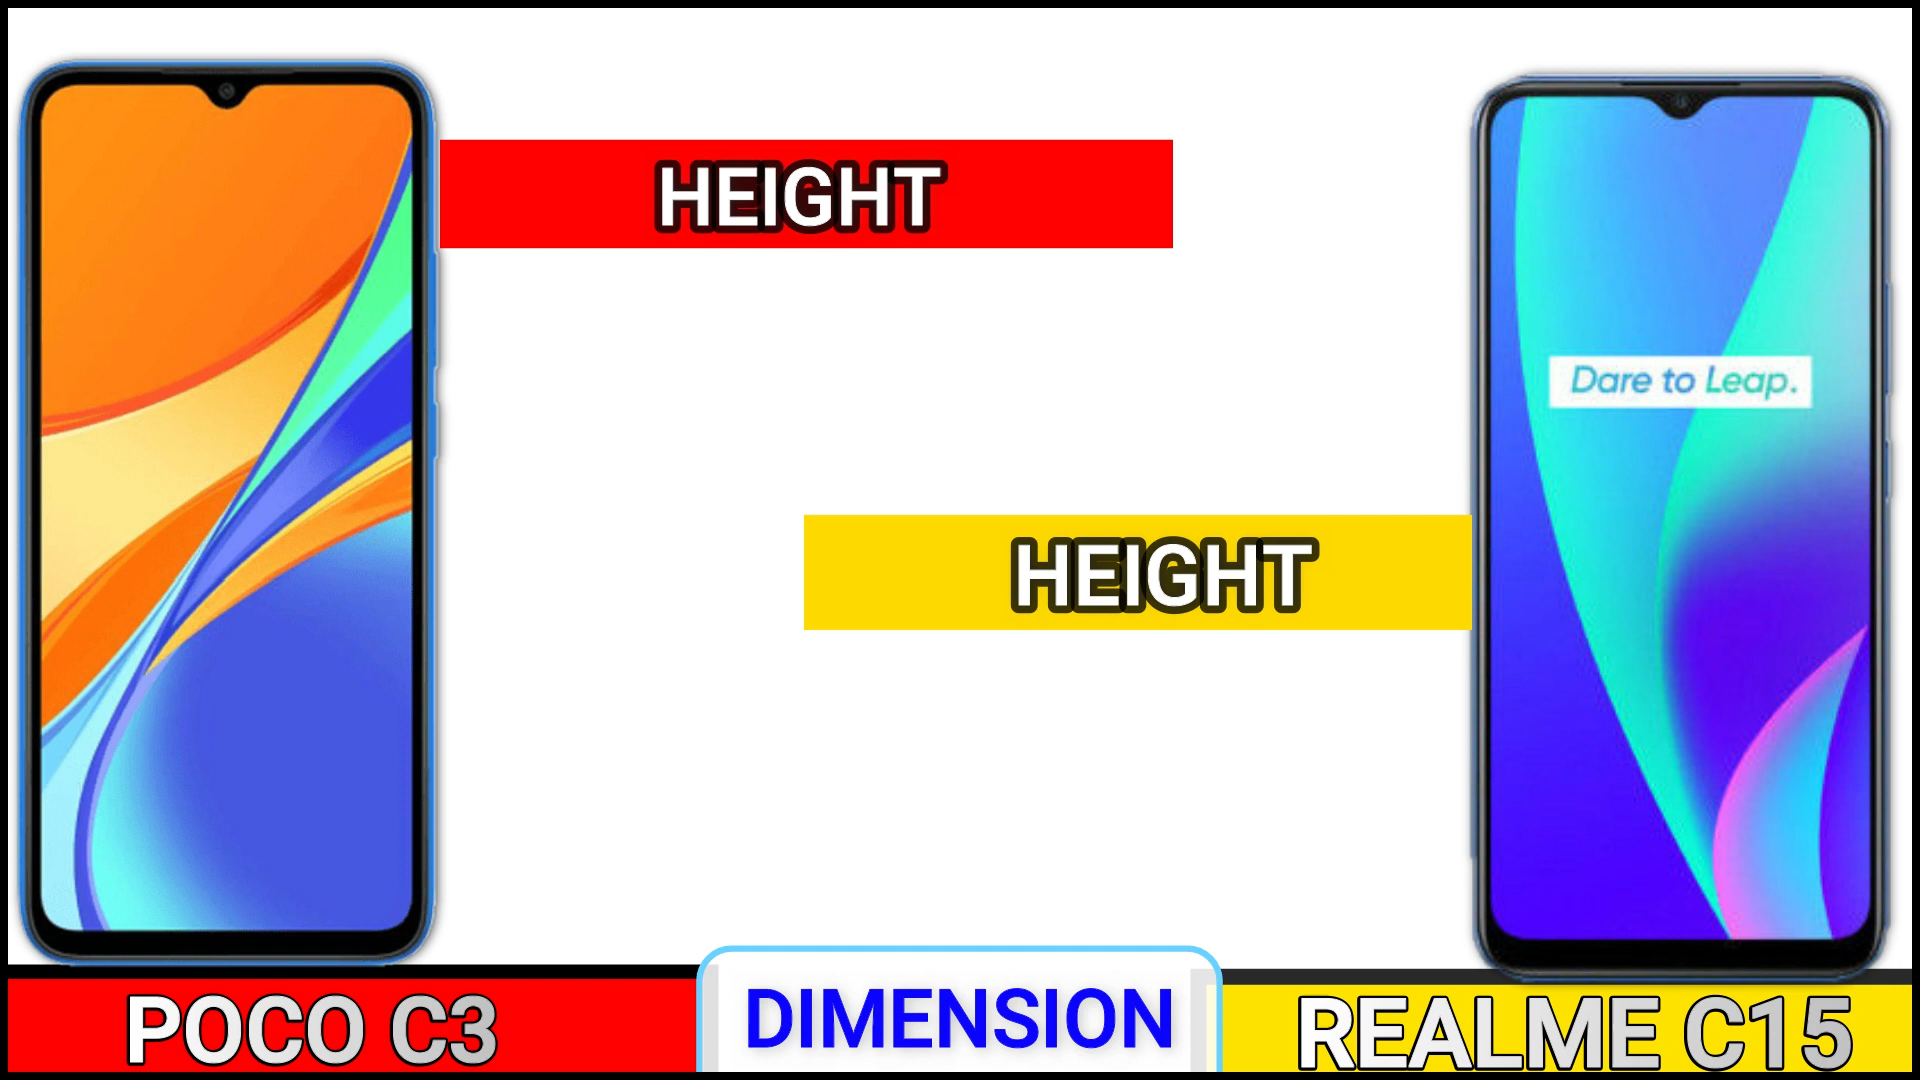 HEIGHT
Dare to Leap.
HEIGHT
POCO C3
DIMENSION
REALME C15